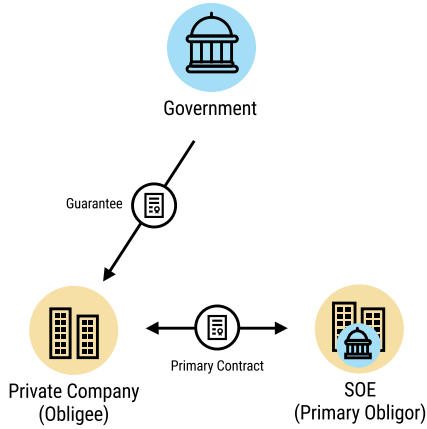 Government
Guarantee
Primary Contract
Private Company
(Obligee)
SOE
(Primary Obligor)